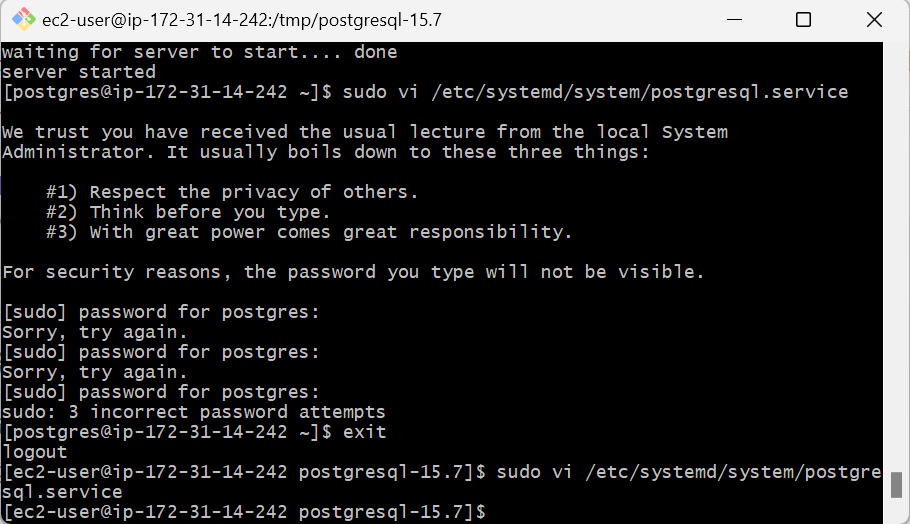 ec2-user@ip-172-31-14-242:/tmp/postgresql-15.7
waiting for server to start.... done
server started
[postgres@ip-172-31-14-242 ~]$ sudo vi /etc/systemd/system/postgresql.service

We trust you have received the usual lecture from the local System
Administrator. It usually boils down to these three things:

    #1) Respect the privacy of others.
    #2) Think before you type.
    #3) With great power comes great responsibility.

For security reasons, the password you type will not be visible.

[sudo] password for postgres:
Sorry, try again.
[sudo] password for postgres:
Sorry, try again.
[sudo] password for postgres:
sudo: 3 incorrect password attempts
[postgres@ip-172-31-14-242 ~]$ exit
logout
[ec2-user@ip-172-31-14-242 postgresql-15.7]$ sudo vi /etc/systemd/system/postgre
sql.service
[ec2-user@ip-172-31-14-242 postgresql-15.7]$